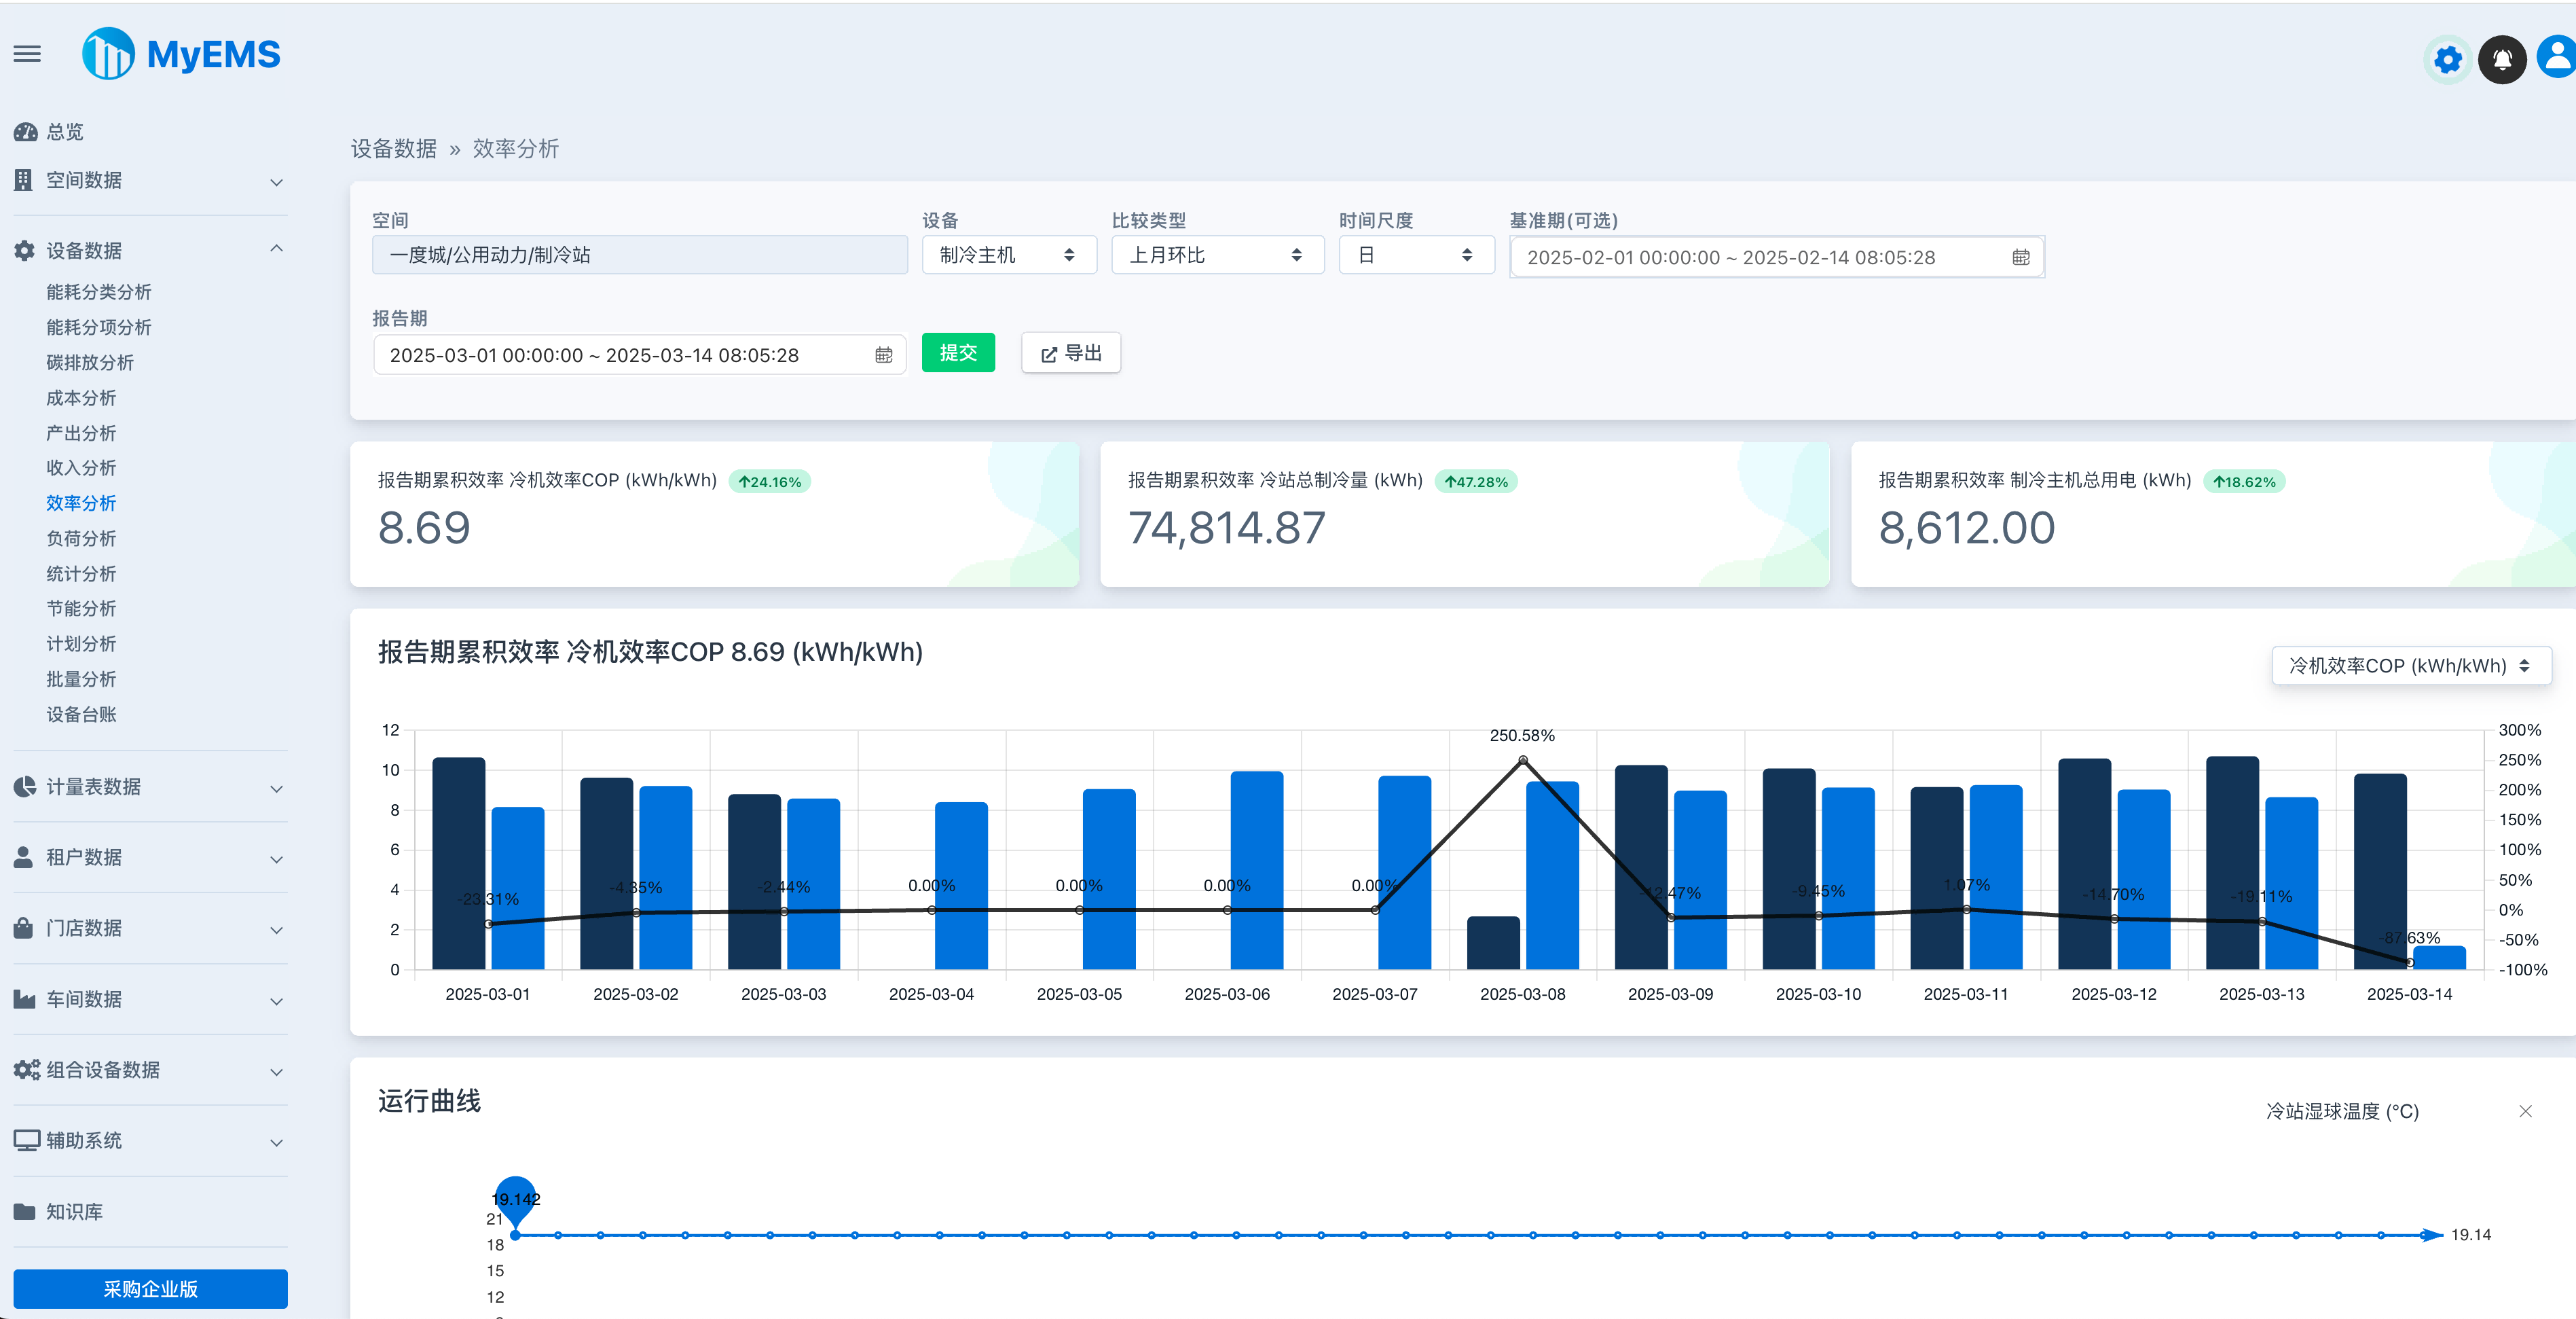 MyEMS
总览
空间数据
设备数据
能耗分类分析
能耗分项分析
碳排放分析
成本分析
产出分析
收入分析
效率分析
负荷分析
统计分析
节能分析
计划分析
批量分析
设备台账
计量表数据
租户数据
门店数据
车间数据
组合设备数据
辅助系统
知识库
采购企业版
设备数据 » 效率分析
空间 设备 比较类型 时间尺度 基准期(可选)
一度城/公用动力/制冷站 制冷主机 上月环比 日 2025-02-01 00:00:00 ~ 2025-02-14 08:05:28
报告期
2025-03-01 00:00:00 ~ 2025-03-14 08:05:28 提交 导出
报告期累积效率 冷机效率COP (kWh/kWh) 24.16%
8.69
报告期累积效率 冷站总制冷量 (kWh) 47.28%
74,814.87
报告期累积效率 制冷主机总用电 (kWh) 18.62%
8,612.00
报告期累积效率 冷机效率COP 8.69 (kWh/kWh)
冷机效率COP (kWh/kWh)
12
10
8
6
4
2
0
-23.31% -4.35% -2.44% 0.00% 0.00% 0.00% 0.00% 250.58% -12.47% -9.45% 1.07% -14.70% -19.11% -87.63%
300%
250%
200%
150%
100%
50%
0%
-50%
-100%
2025-03-01 2025-03-02 2025-03-03 2025-03-04 2025-03-05 2025-03-06 2025-03-07 2025-03-08 2025-03-09 2025-03-10 2025-03-11 2025-03-12 2025-03-13 2025-03-14
运行曲线
冷站湿球温度 (℃)
19.142
21
18
15
12
19.14